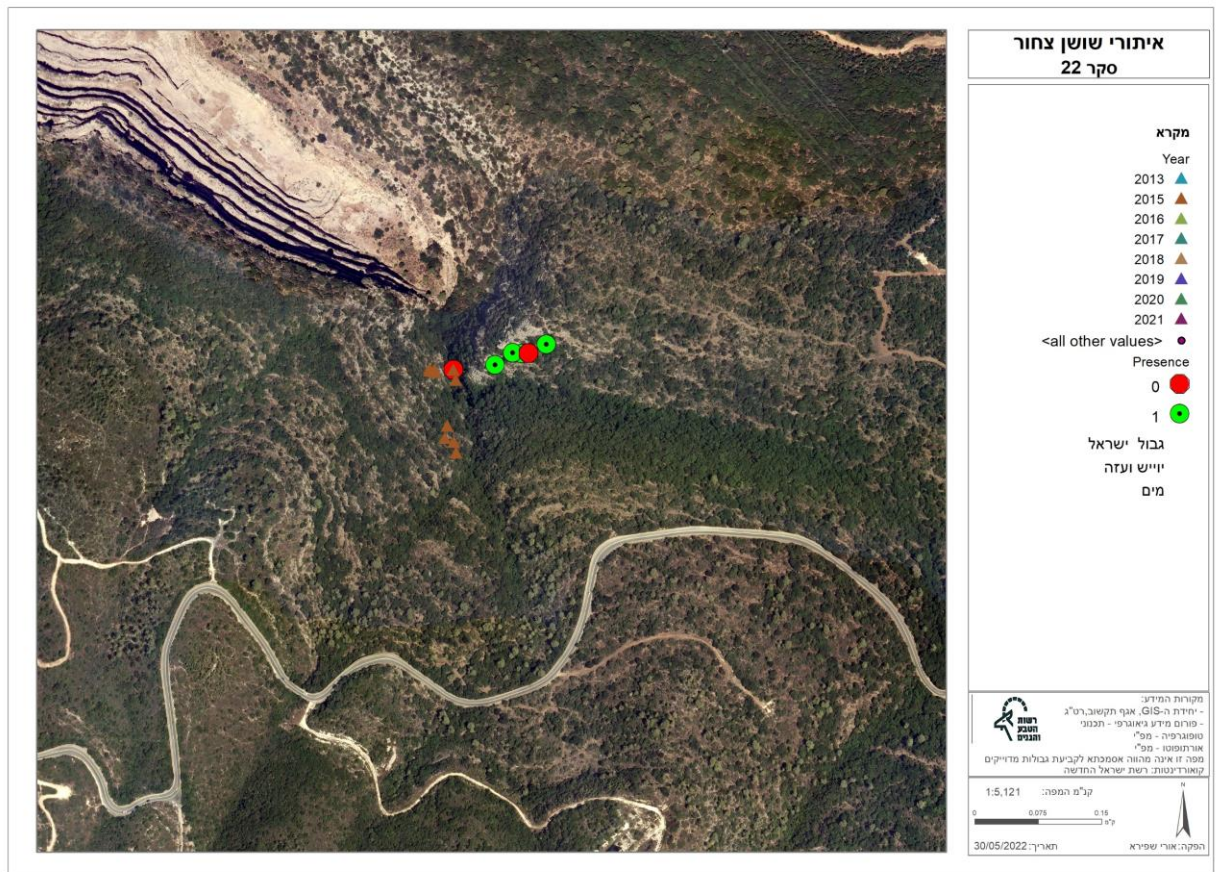 איתורי שושן צחור
סקר 22
מקרא
Year
2013
2015
2016
2017
2018
2019
2020
2021
<all other values>
Presence
0
1
גבול ישראל
יוייש ועזה
מים
רשות
הטבע
והגנים
מקורות המידע:
- יחידת ה-GIS, אגף תקשוב,רט"ג
- פורום מידע גיאוגרפי - תכנוני
טופוגרפיה - מפ"י
אורתופוטו - מפ"י
מפה זו אינה מהווה אסמכתא לקביעת גבולות מדוייקים
קואורדינטות: רשת ישראל החדשה
קנ"מ המפה: 1:5,121
0 0.075 0.15
ק"מ
N
הפקה: אורי שפירא תאריך: 30/05/2022